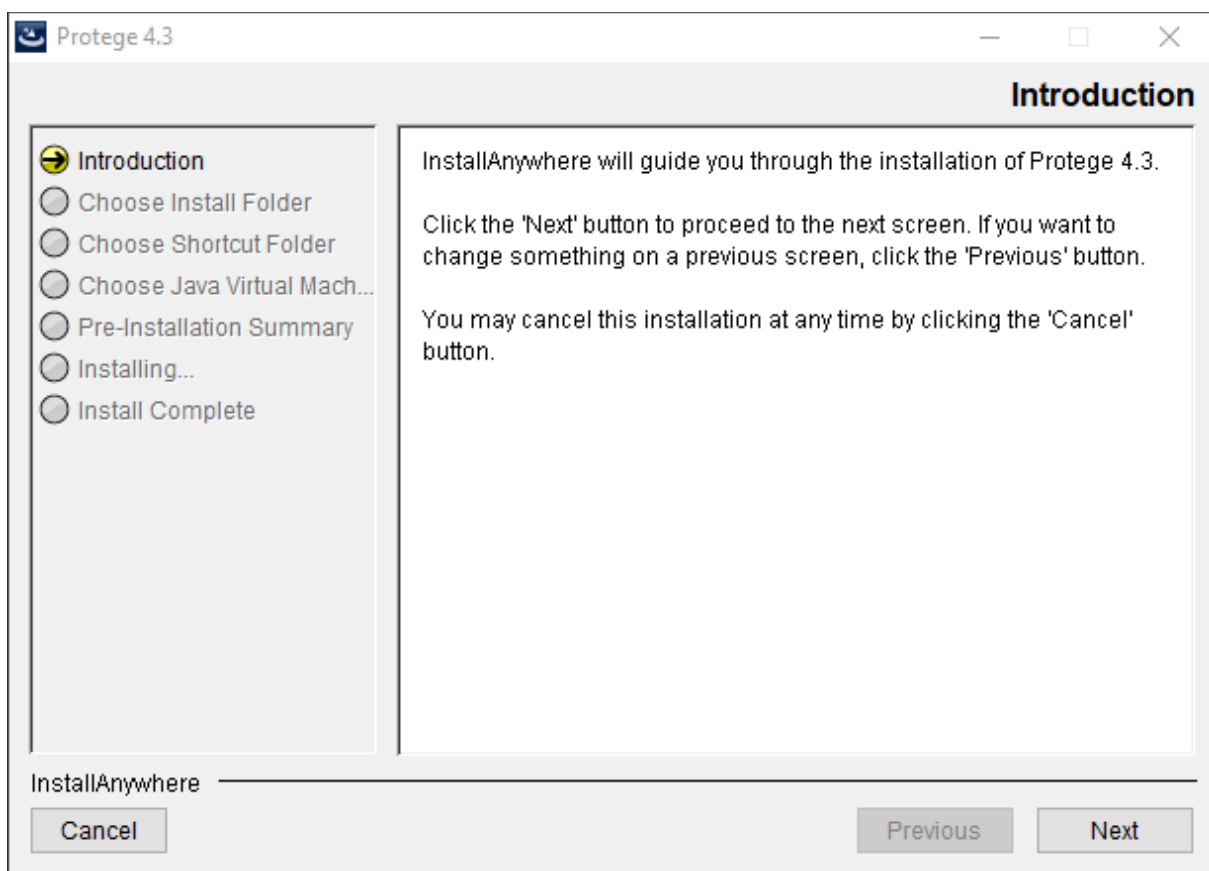 Protege 4.3
Introduction
Introduction
Choose Install Folder
Choose Shortcut Folder
Choose Java Virtual Mach...
Pre-Installation Summary
Installing...
Install Complete
InstallAnywhere will guide you through the installation of Protege 4.3.
Click the 'Next' button to proceed to the next screen. If you want to
change something on a previous screen, click the 'Previous' button.
You may cancel this installation at any time by clicking the 'Cancel'
button.
InstallAnywhere
Cancel
Previous
Next